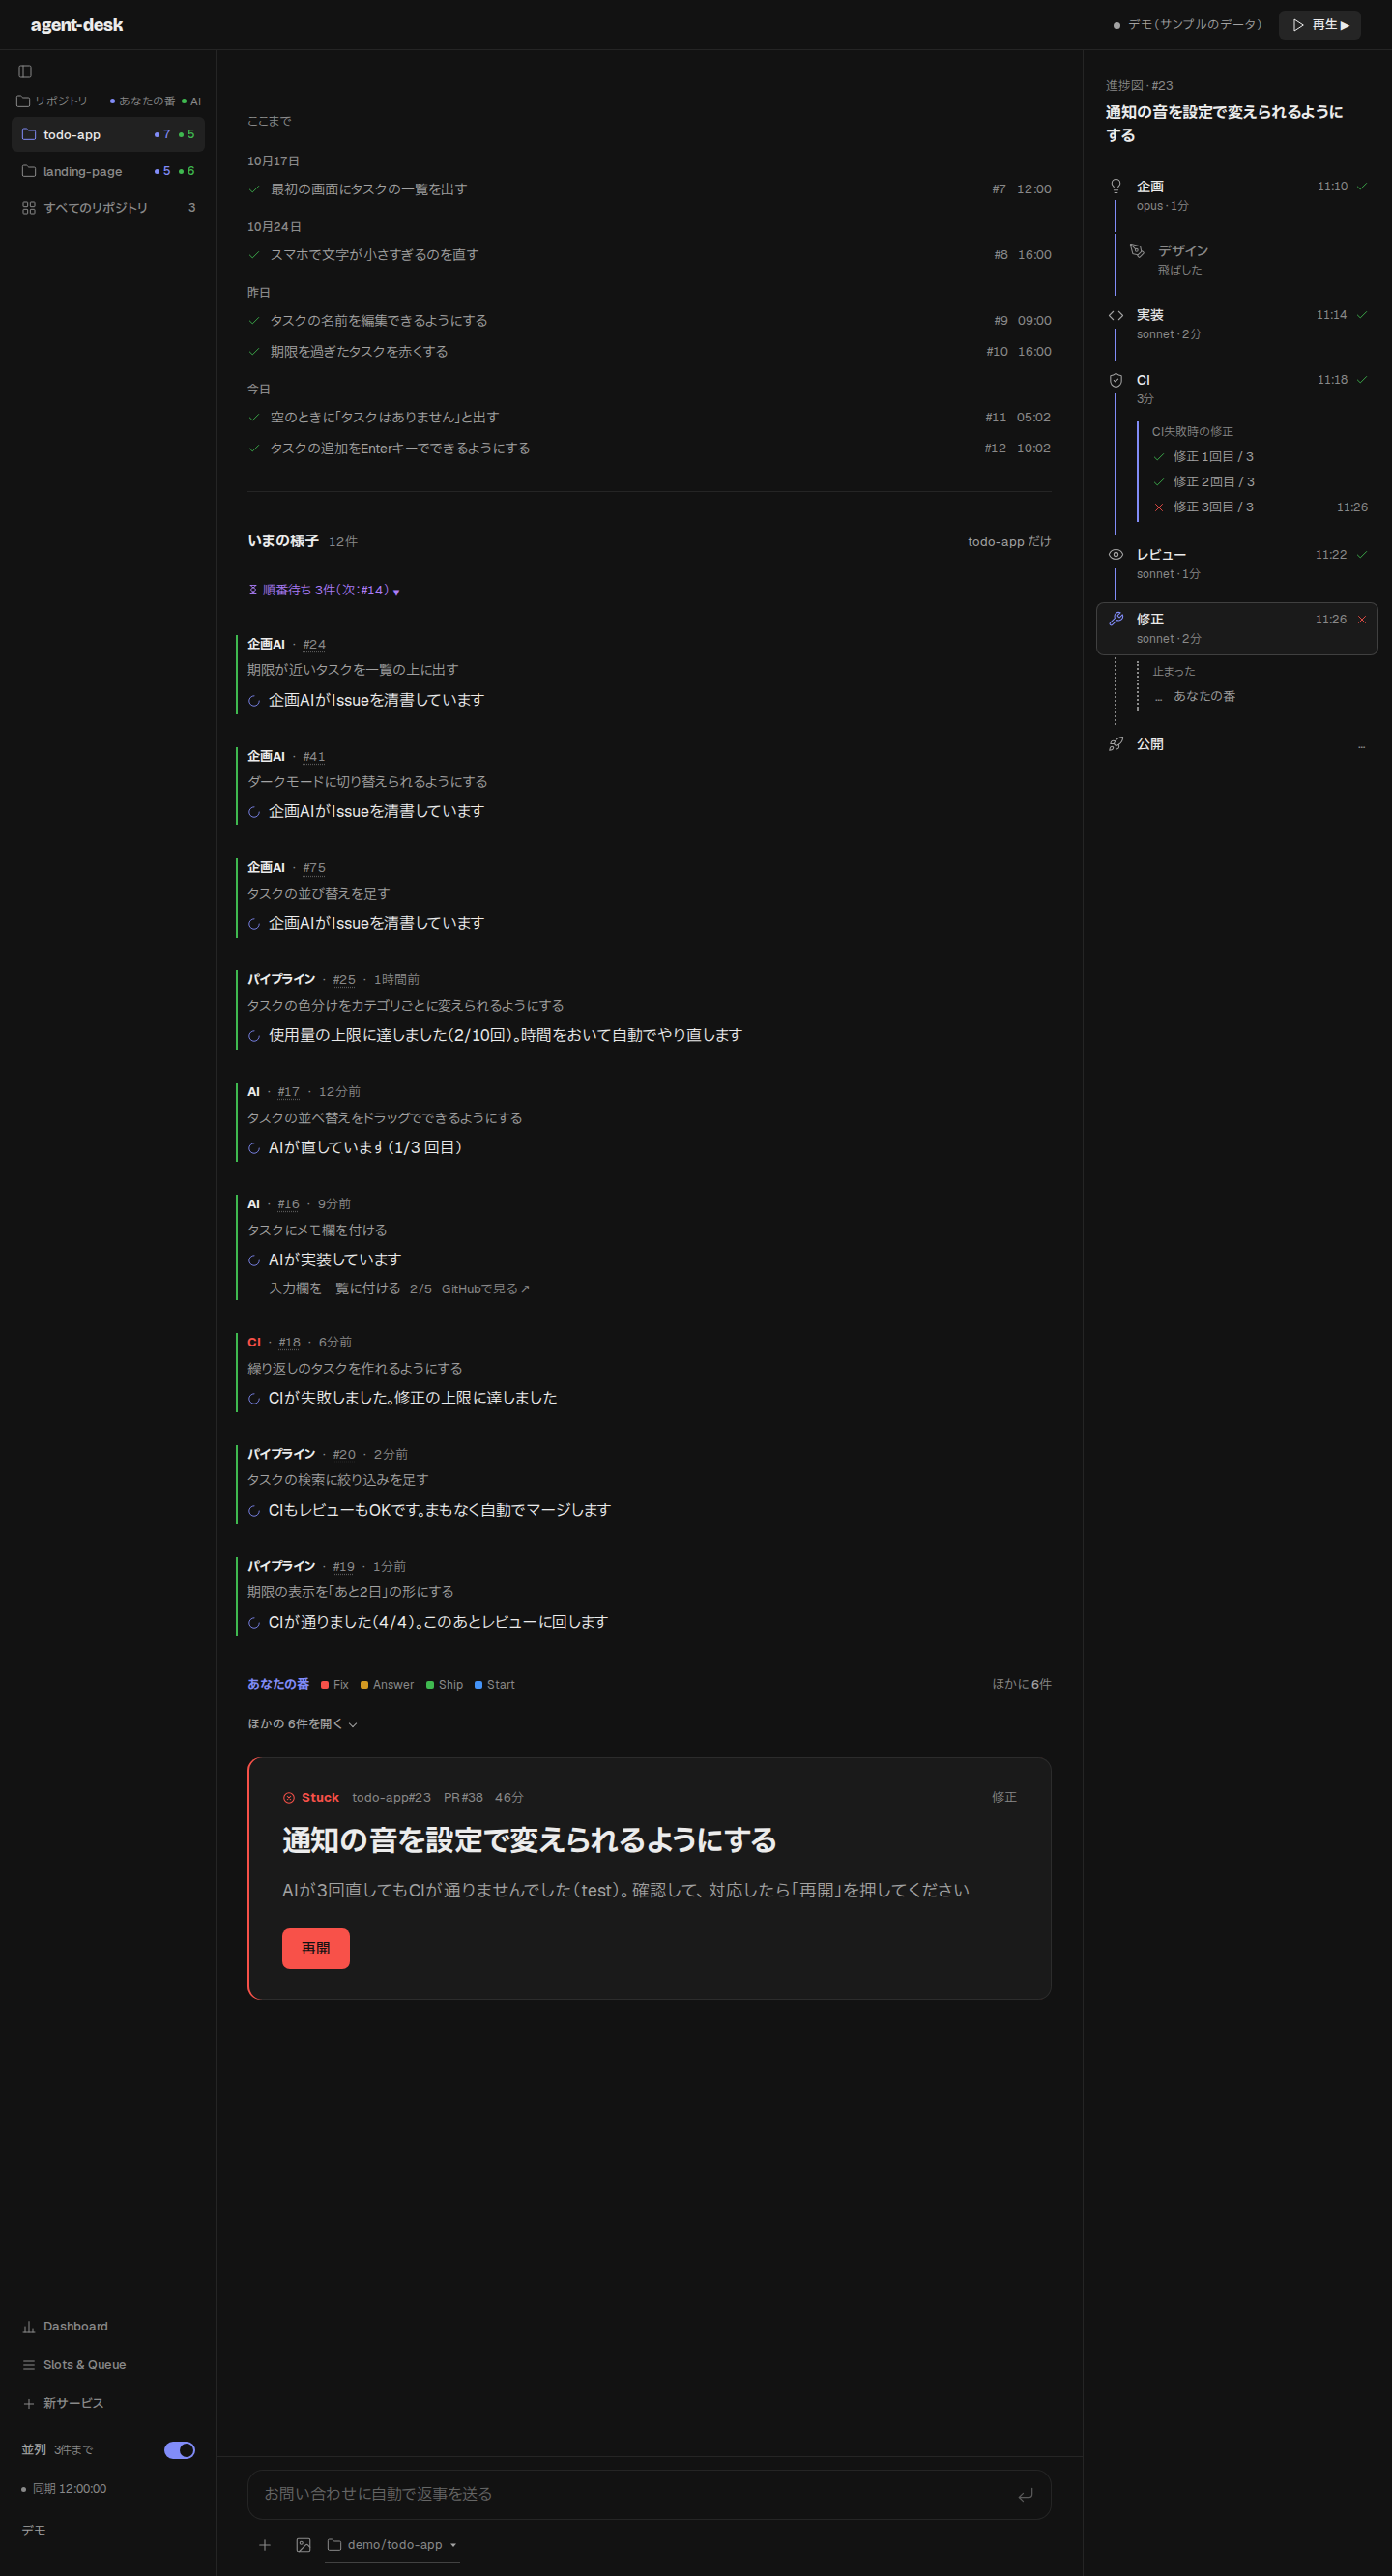 agent-desk
デモ（サンプルのデータ）
再生 ▶
リポジトリ
あなたの番
AI
todo-app
7
5
landing-page
5
6
すべてのリポジトリ
3
ここまで
10月17日
最初の画面にタスクの一覧を出す #7 12:00
10月24日
スマホで文字が小さすぎるのを直す #8 16:00
昨日
タスクの名前を編集できるようにする #9 09:00
期限を過ぎたタスクを赤くする #10 16:00
今日
空のときに「タスクはありません」と出す #11 05:02
タスクの追加をEnterキーでできるようにする #12 10:02
いまの様子 12件 todo-app だけ
順番待ち 3件（次：#14） ▼
企画AI · #24
期限が近いタスクを一覧の上に出す
企画AIがIssueを清書しています
企画AI · #41
ダークモードに切り替えられるようにする
企画AIがIssueを清書しています
企画AI · #75
タスクの並び替えを足す
企画AIがIssueを清書しています
パイプライン · #25 · 1時間前
タスクの色分けをカテゴリごとに変えられるようにする
使用量の上限に達しました（2/10回）。時間をおいて自動でやり直します
AI · #17 · 12分前
タスクの並べ替えをドラッグでできるようにする
AIが直しています（1/3 回目）
AI · #16 · 9分前
タスクにメモ欄を付ける
AIが実装しています
入力欄を一覧に付ける 2/5 GitHubで見る ↗
CI · #18 · 6分前
繰り返しのタスクを作れるようにする
CIが失敗しました。修正の上限に達しました
パイプライン · #20 · 2分前
タスクの検索に絞り込みを足す
CIもレビューもOKです。まもなく自動でマージします
パイプライン · #19 · 1分前
期限の表示を「あと2日」の形にする
CIが通りました（4/4）。このあとレビューに回します
あなたの番 Fix Answer Ship Start ほかに 6件
ほかの 6件を開く
Stuck todo-app#23 PR #38 46分 修正
通知の音を設定で変えられるようにする
AIが3回直してもCIが通りませんでした（test）。確認して、対応したら「再開」を押してください
再開
お問い合わせに自動で返事を送る
demo/todo-app
進捗図 · #23
通知の音を設定で変えられるように
する
企画 11:10
opus · 1分
デザイン
飛ばした
実装 11:14
sonnet · 2分
CI 11:18
3分
CI失敗時の修正
修正 1回目 / 3
修正 2回目 / 3
修正 3回目 / 3 11:26
レビュー 11:22
sonnet · 1分
修正 11:26
sonnet · 2分
止まった
… あなたの番
公開 …
Dashboard
Slots & Queue
新サービス
並列 3件まで
同期 12:00:00
デモ